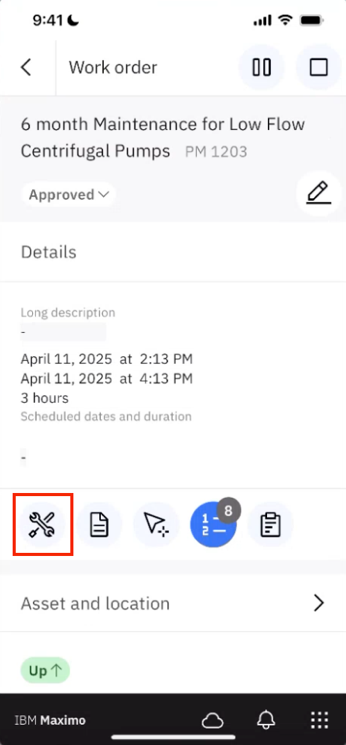 9:41
Work order
6 month Maintenance for Low Flow
Centrifugal Pumps PM 1203
Approved
Details
Long description
-
April 11, 2025 at 2:13 PM
April 11, 2025 at 4:13 PM
3 hours
Scheduled dates and duration
-
1
2
8
Asset and location
Up
IBM Maximo